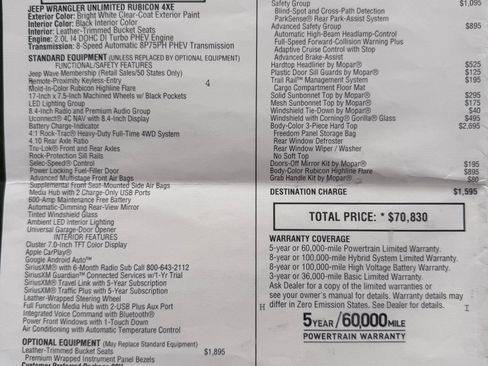 JEEP WRANGLER UNLIMITED RUBICON 4XE
Exterior Color: Bright White Clear-Coat Exterior Paint
Interior Color: Black Interior Color
Interior: Leather-Trimmed Bucket Seats
Engine: 2.0L I4 DOHC DI Turbo PHEV Engine
Transmission: 8-Speed Automatic 8P75PH PHEV Transmission
STANDARD EQUIPMENT (UNLESS REPLACED BY OPTIONAL EQUIPMENT)
FUNCTIONAL/SAFETY FEATURES
Jeep Wave Membership (Retail Sales/50 States Only)
Remote-Proximity Keyless-Entry 4
Mold-In-Color Rubicon Highline Flare
17-Inch x 7.5-Inch Machined Wheels w/ Black Pockets
LED Lighting Group
8.4-Inch Radio and Premium Audio Group
Uconnect® 4C NAV with 8.4-Inch Display
Battery Charge-Indicator
4:1 Rock-Trac® Heavy-Duty Full-Time 4WD System
4.10 Rear Axle Ratio
Tru-Lok® Front and Rear Axles
Rock-Protection Sill Rails
Selec-Speed® Control
Power Locking Fuel-Filler Door
Advanced Multistage Front Air Bags
Supplemental Front Seat-Mounted Side Air Bags
Media Hub with 2 Charge-Only USB Ports
600-Amp Maintenance Free Battery
Automatic-Dimming Rear-View Mirror
Tinted Windshield Glass
Ambient LED Interior Lighting
Universal Garage-Door Opener
INTERIOR FEATURES
Cluster 7.0-Inch TFT Color Display
Apple CarPlay®
Google Android Auto™
SiriusXM® with 6-Month Radio Sub Call 800-643-2112
SiriusXM Guardian™ Connected Services w/1-Yr Trial
SiriusXM® Travel Link with 5-Year Subscription
SiriusXM® Traffic Plus with 5-Year Subscription
Leather-Wrapped Steering Wheel
Full Function Media Hub with 2-USB Plus Aux Port
Integrated Voice Command with Bluetooth®
Power Front Windows with 1-Touch Down
Air Conditioning with Automatic Temperature Control
OPTIONAL EQUIPMENT (May Replace Standard Equipment)
Leather-Trimmed Bucket Seats $1,895
Premium Wrapped Instrument Panel Bezels
Safety Group $1,095
Blind-Spot and Cross-Path Detection
ParkSense® Rear Park-Assist System
Advanced Safety Group $895
Automatic High-Beam Headlamp-Control
Full-Speed Forward-Collision Warning Plus
Adaptive Cruise Control with Stop
Advanced Brake-Assist
Hardtop Headliner by Mopar® $525
Plastic Door Sill Guards by Mopar® $125
Trail Rail™ Management System $195
Cargo Compartment Floor Mat
Solid Sunbonnet Top by Mopar® $295
Mesh Sunbonnet Top by Mopar® $175
Windshield Tie-Down by Mopar® $40
Windshield with Corning® Gorilla® Glass $495
Body-Color 3-Piece Hard Top $2,695
Freedom Panel Storage Bag
Rear Window Defroster
Rear Window Wiper / Washer
No Soft Top
Doors-Off Mirror Kit by Mopar® $195
Body-Color Rubicon Highline Flare $895
Grab Handle Kit by Mopar® $80
DESTINATION CHARGE $1,595
TOTAL PRICE: * $70,830
WARRANTY COVERAGE
5-year or 60,000-mile Powertrain Limited Warranty.
8-year or 100,000-mile Hybrid System Limited Warranty.
8-year or 100,000-mile High Voltage Battery Warranty.
3-year or 36,000-mile Basic Limited Warranty.
Ask Dealer for a copy of the limited warranties or
see your owner's manual for details. Warranty details may
H differ in Zero Emission States. See Dealer for details. I
5YEAR/60,000MILE
POWERTRAIN WARRANTY